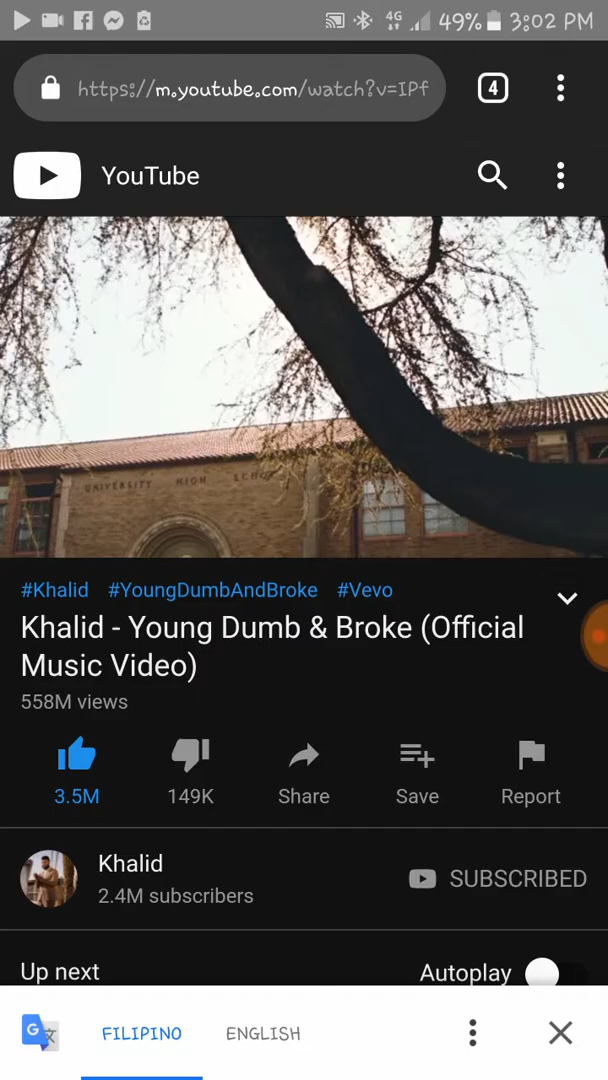 4G 49% 3:02 PM
https://m.youtube.com/watch?v=IPf
4
YouTube
UNIVERSITY HIGH SCHO
#Khalid #YoungDumbAndBroke #Vevo
Khalid - Young Dumb & Broke (Official
Music Video)
558M views
3.5M 149K Share Save Report
Khalid
2.4M subscribers
SUBSCRIBED
Up next
Autoplay
G 文 FILIPINO ENGLISH